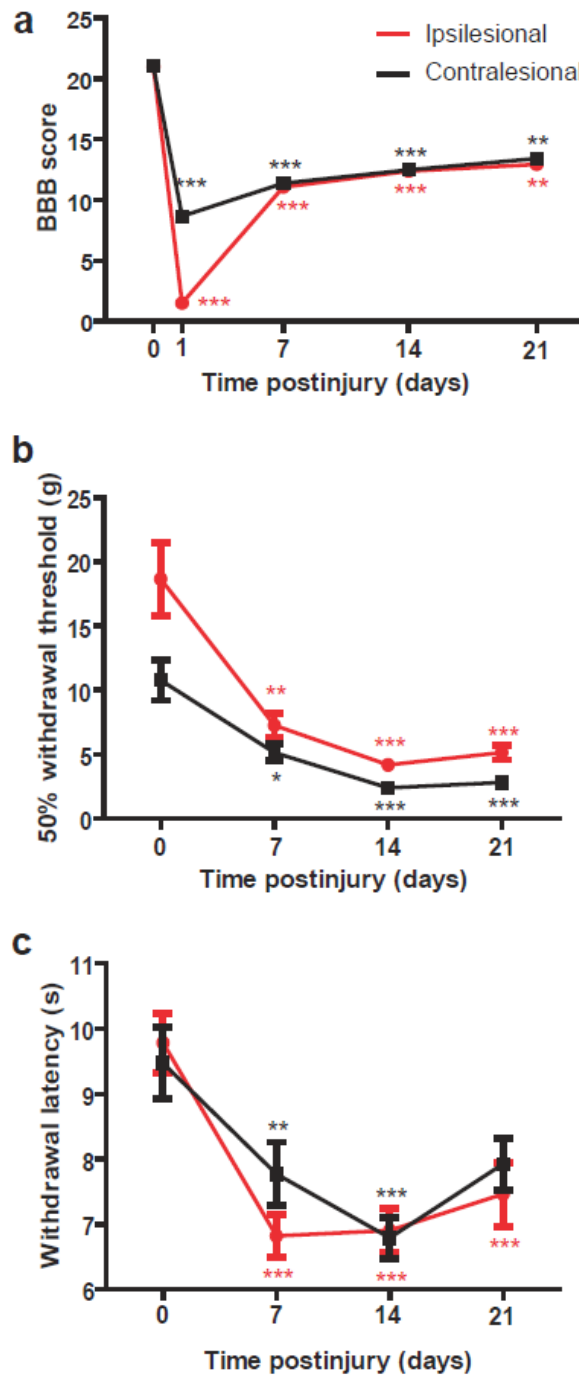 a
25
20
15
10
5
0
BBB score
Ipsilesional
Contralesional
***
***
***
**
***
***
***
**
0 1 7 14 21
Time postinjury (days)
b
25
20
15
10
5
0
50% withdrawal threshold (g)
**
***
***
*
***
***
0 7 14 21
Time postinjury (days)
c
11
10
9
8
7
6
Withdrawal latency (s)
**
***
***
***
***
0 7 14 21
Time postinjury (days)